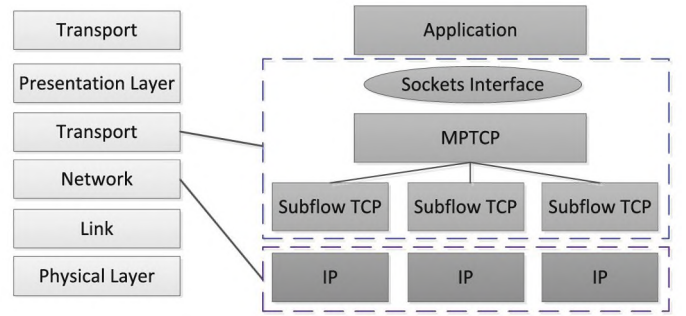 Transport
Presentation Layer
Transport
Network
Link
Physical Layer
Application
Sockets Interface
MPTCP
Subflow TCP
Subflow TCP
Subflow TCP
IP
IP
IP